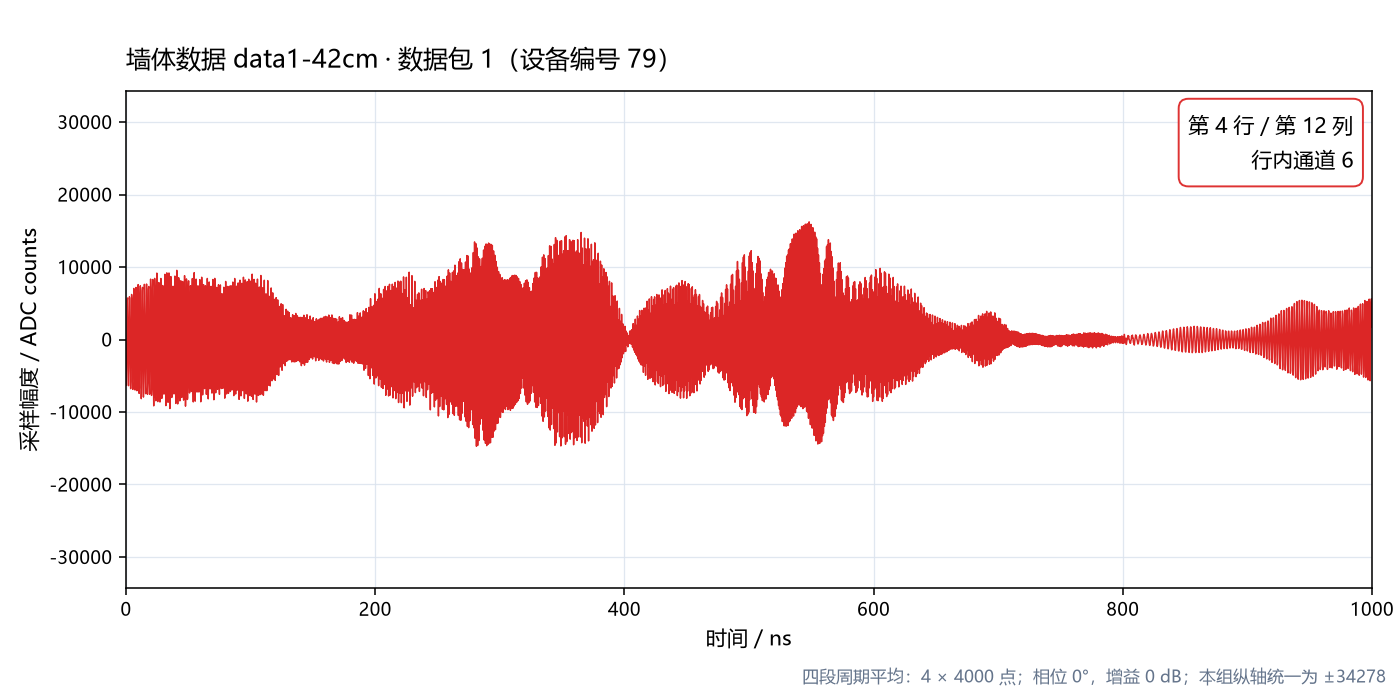 墙体数据 data1-42cm · 数据包 1（设备编号 79）
第 4 行 / 第 12 列
行内通道 6
30000
20000
10000
0
-10000
-20000
-30000
采样幅度 / ADC counts
0 200 400 600 800 1000
时间 / ns
四段周期平均：4 × 4000 点；相位 0°，增益 0 dB；本组纵轴统一为 ±34278